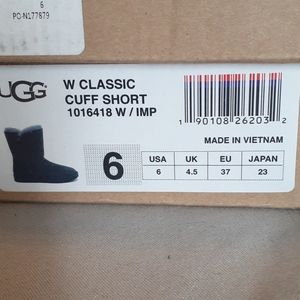 6
PO-N177879
UGG
W CLASSIC
CUFF SHORT
1016418 W / IMP
1 90108 26203 2
MADE IN VIETNAM
6
USA UK EU JAPAN
6 4.5 37 23